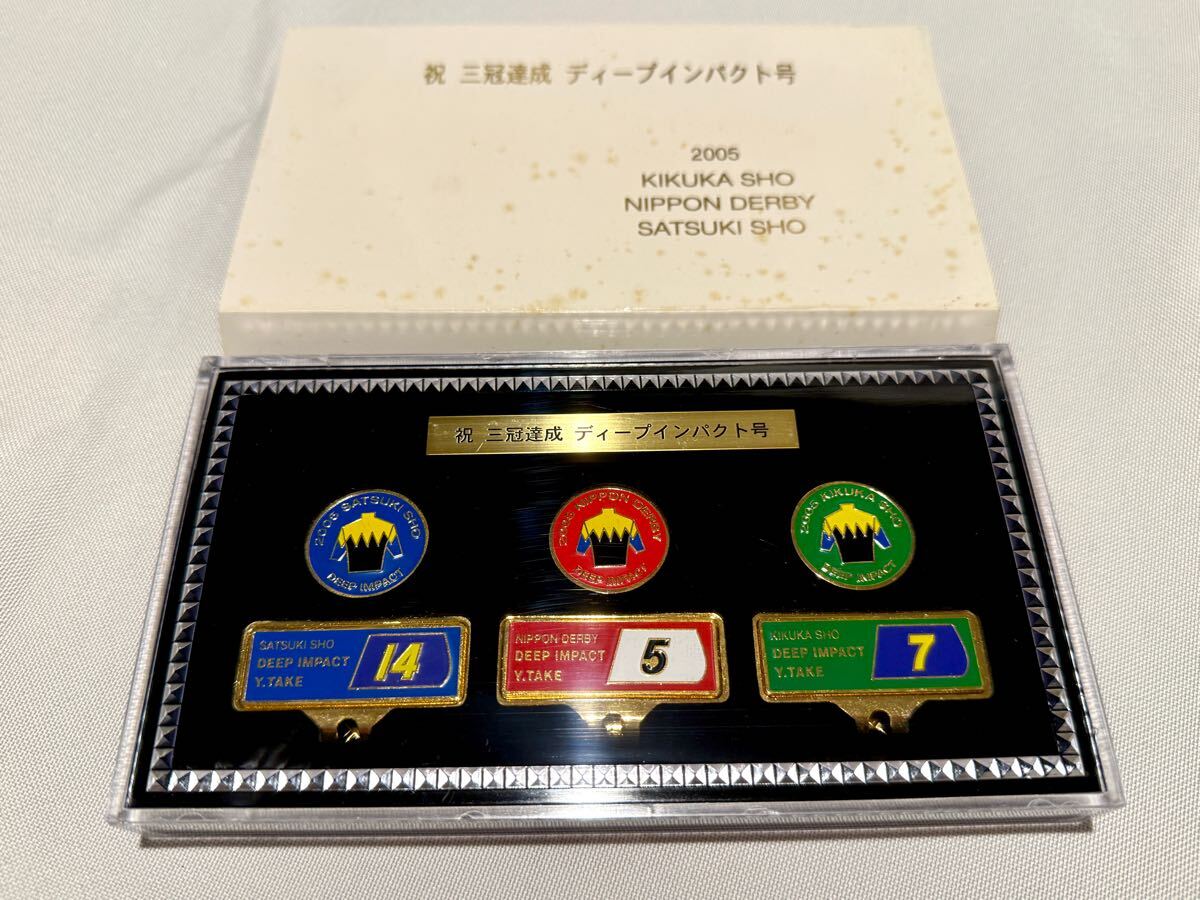 祝 三冠達成 ディープインパクト号
2005
KIKUKA SHO
NIPPON DERBY
SATSUKI SHO
祝 三冠達成 ディープインパクト号
2005 SATSUKI SHO
DEEP IMPACT
2005 NIPPON DERBY
DEEP IMPACT
2005 KIKUKA SHO
DEEP IMPACT
SATSUKI SHO
DEEP IMPACT
Y.TAKE
14
NIPPON DERBY
DEEP IMPACT
Y.TAKE
5
KIKUKA SHO
DEEP IMPACT
Y.TAKE
7